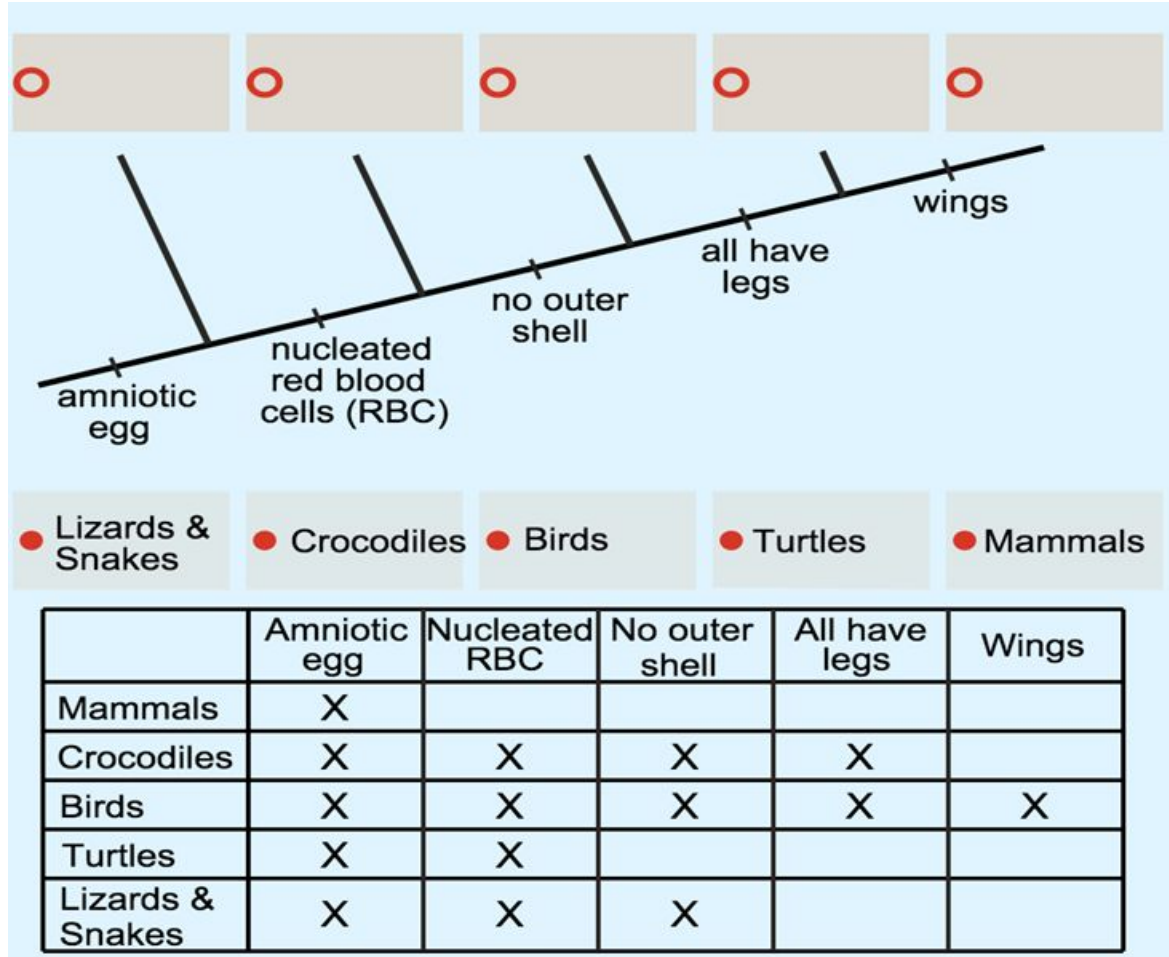 wings
all have
legs
no outer
shell
nucleated
red blood
cells (RBC)
amniotic
egg
Lizards &
Snakes
Crocodiles
Birds
Turtles
Mammals
Amniotic
egg
Nucleated
RBC
No outer
shell
All have
legs
Wings
Mammals X
Crocodiles X X X X
Birds X X X X X
Turtles X X
Lizards &
Snakes X X X